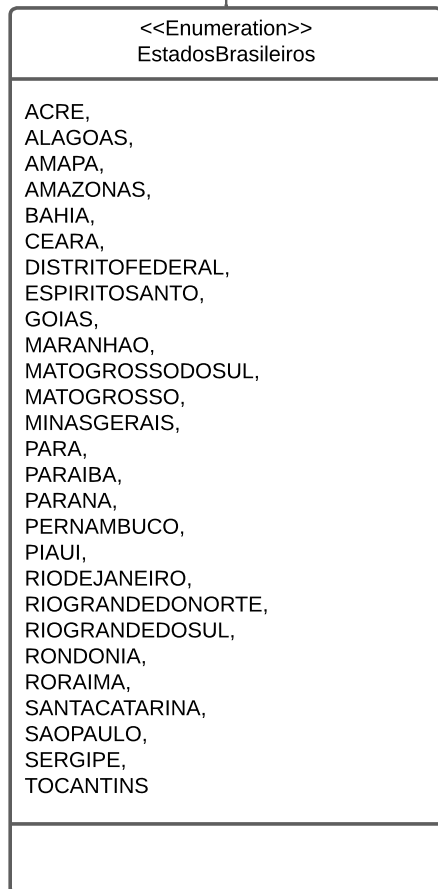 <<Enumeration>>
EstadosBrasileiros
ACRE,
ALAGOAS,
AMAPA,
AMAZONAS,
BAHIA,
CEARA,
DISTRITOFEDERAL,
ESPIRITOSANTO,
GOIAS,
MARANHAO,
MATOGROSSODOSUL,
MATOGROSSO,
MINASGERAIS,
PARA,
PARAIBA,
PARANA,
PERNAMBUCO,
PIAUI,
RIODEJANEIRO,
RIOGRANDEDONORTE,
RIOGRANDEDOSUL,
RONDONIA,
RORAIMA,
SANTACATARINA,
SAOPAULO,
SERGIPE,
TOCANTINS